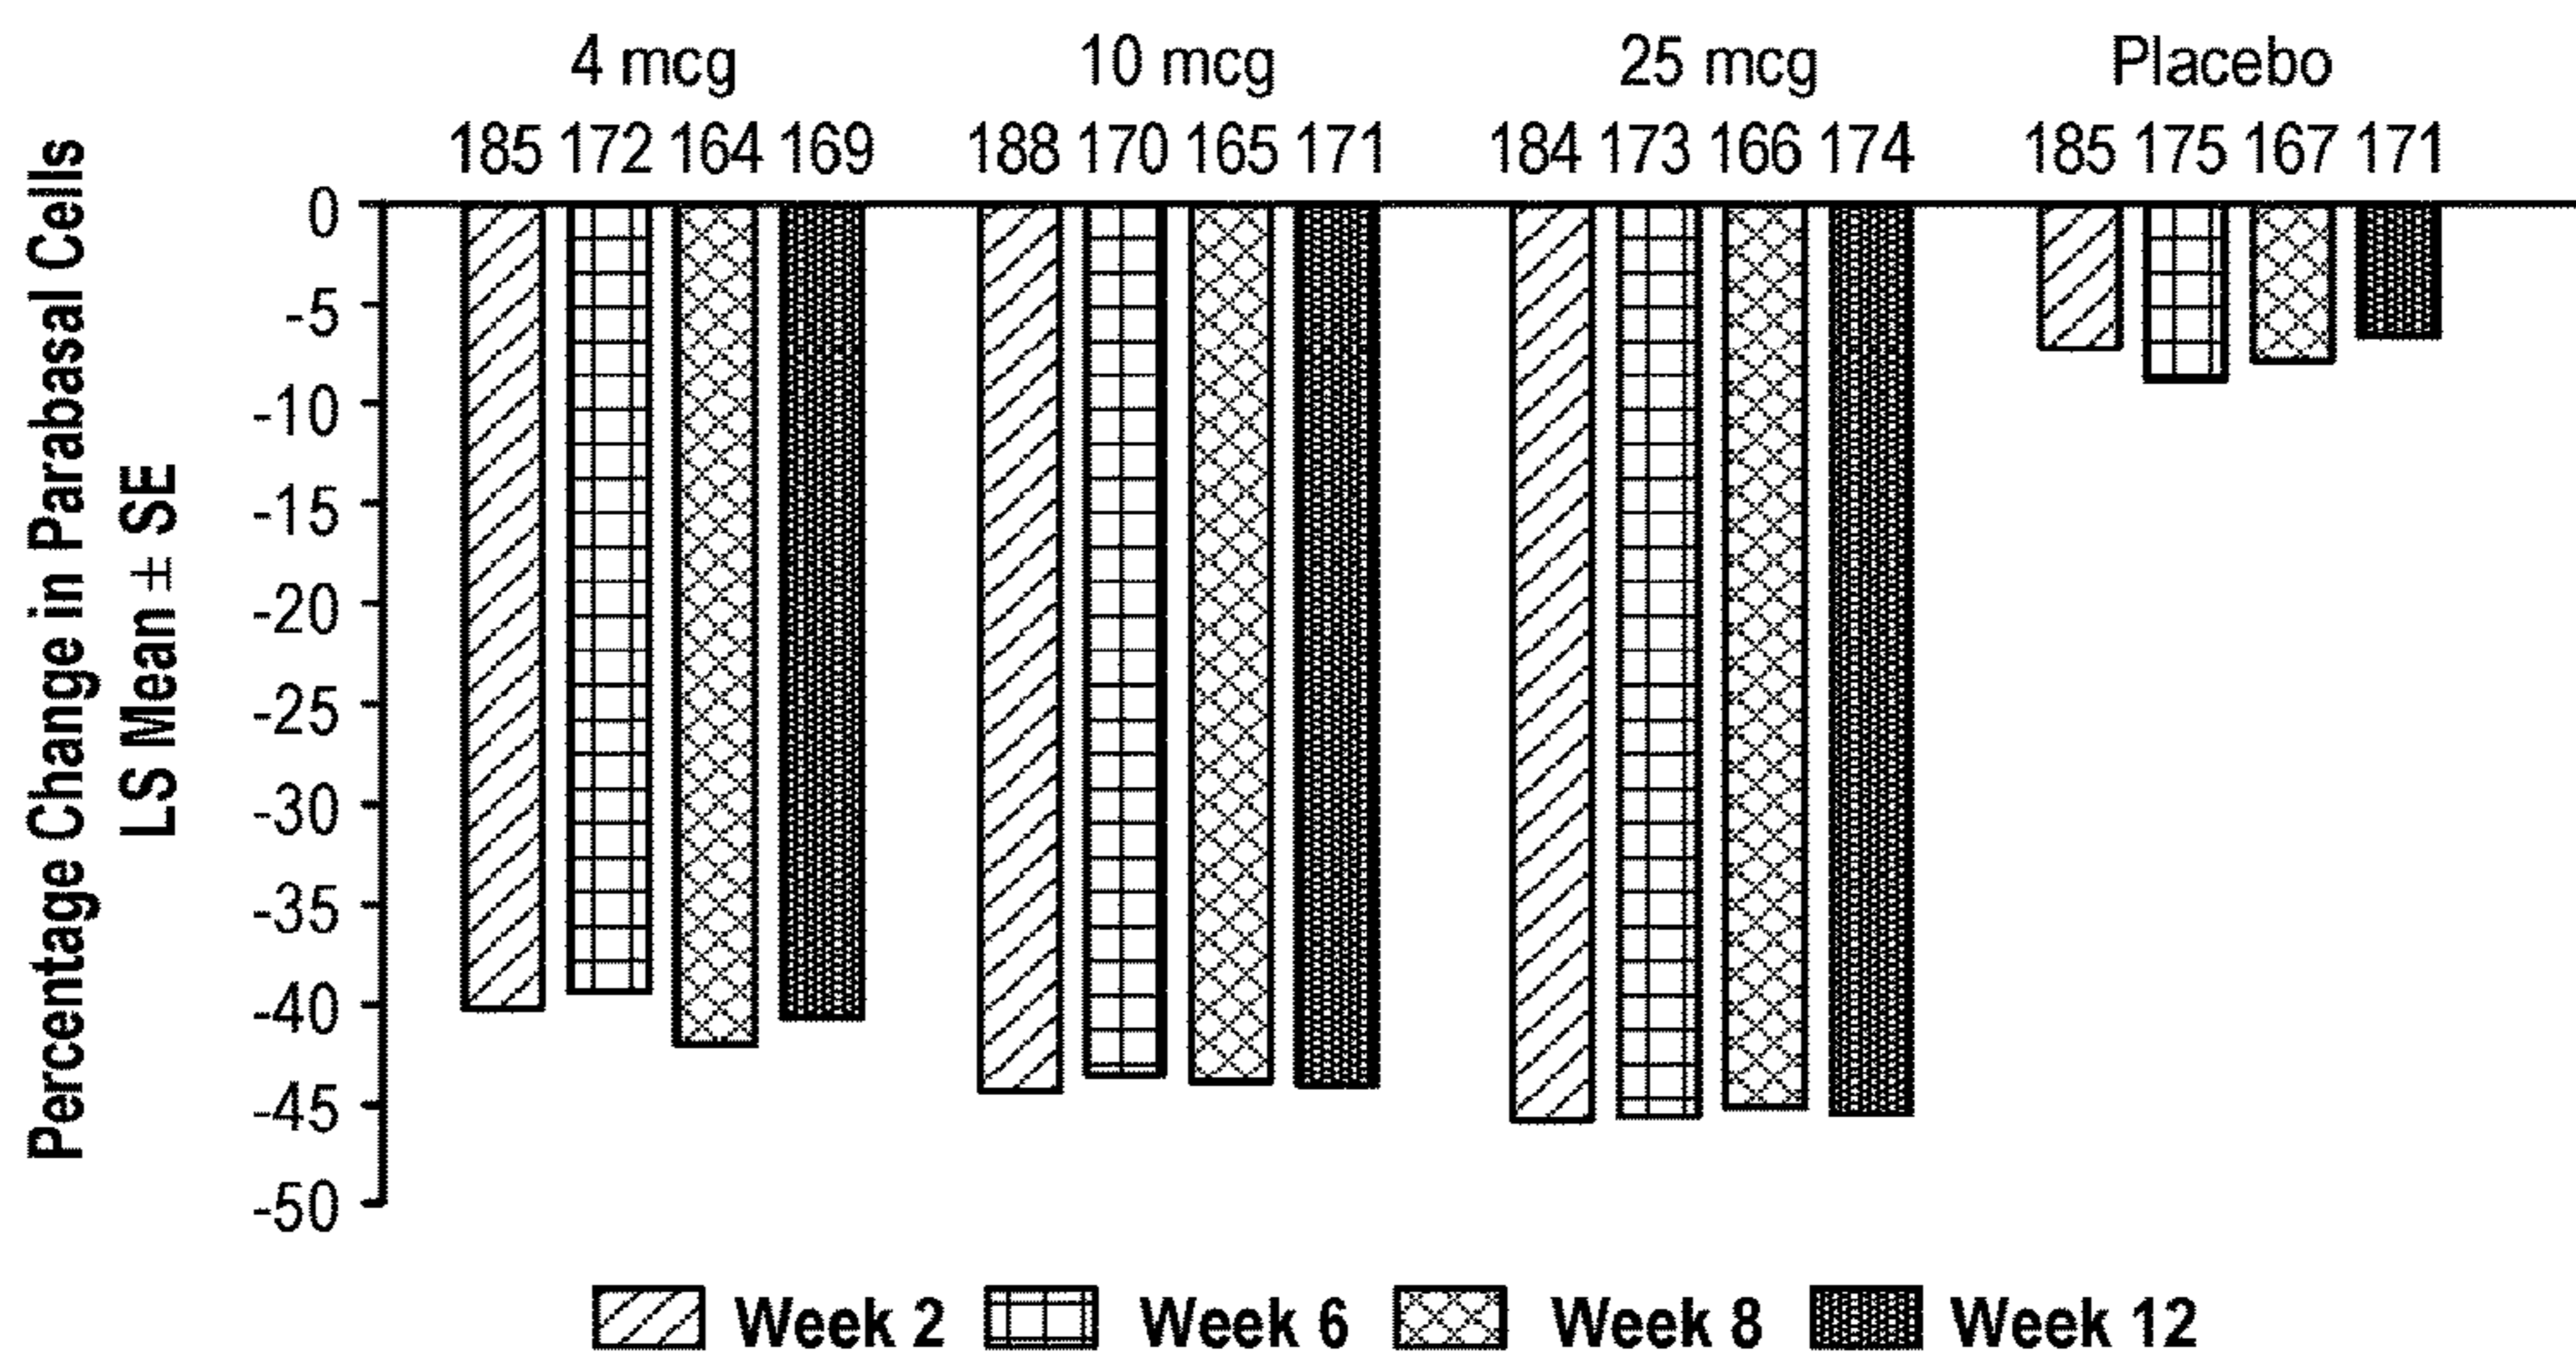 4 mcg 10 mcg 25 mcg Placebo
185 172 164 169 188 170 165 171 184 173 166 174 185 175 167 171
Percentage Change in Parabasal Cells
LS Mean ± SE
0
-5
-10
-15
-20
-25
-30
-35
-40
-45
-50
Week 2 Week 6 Week 8 Week 12